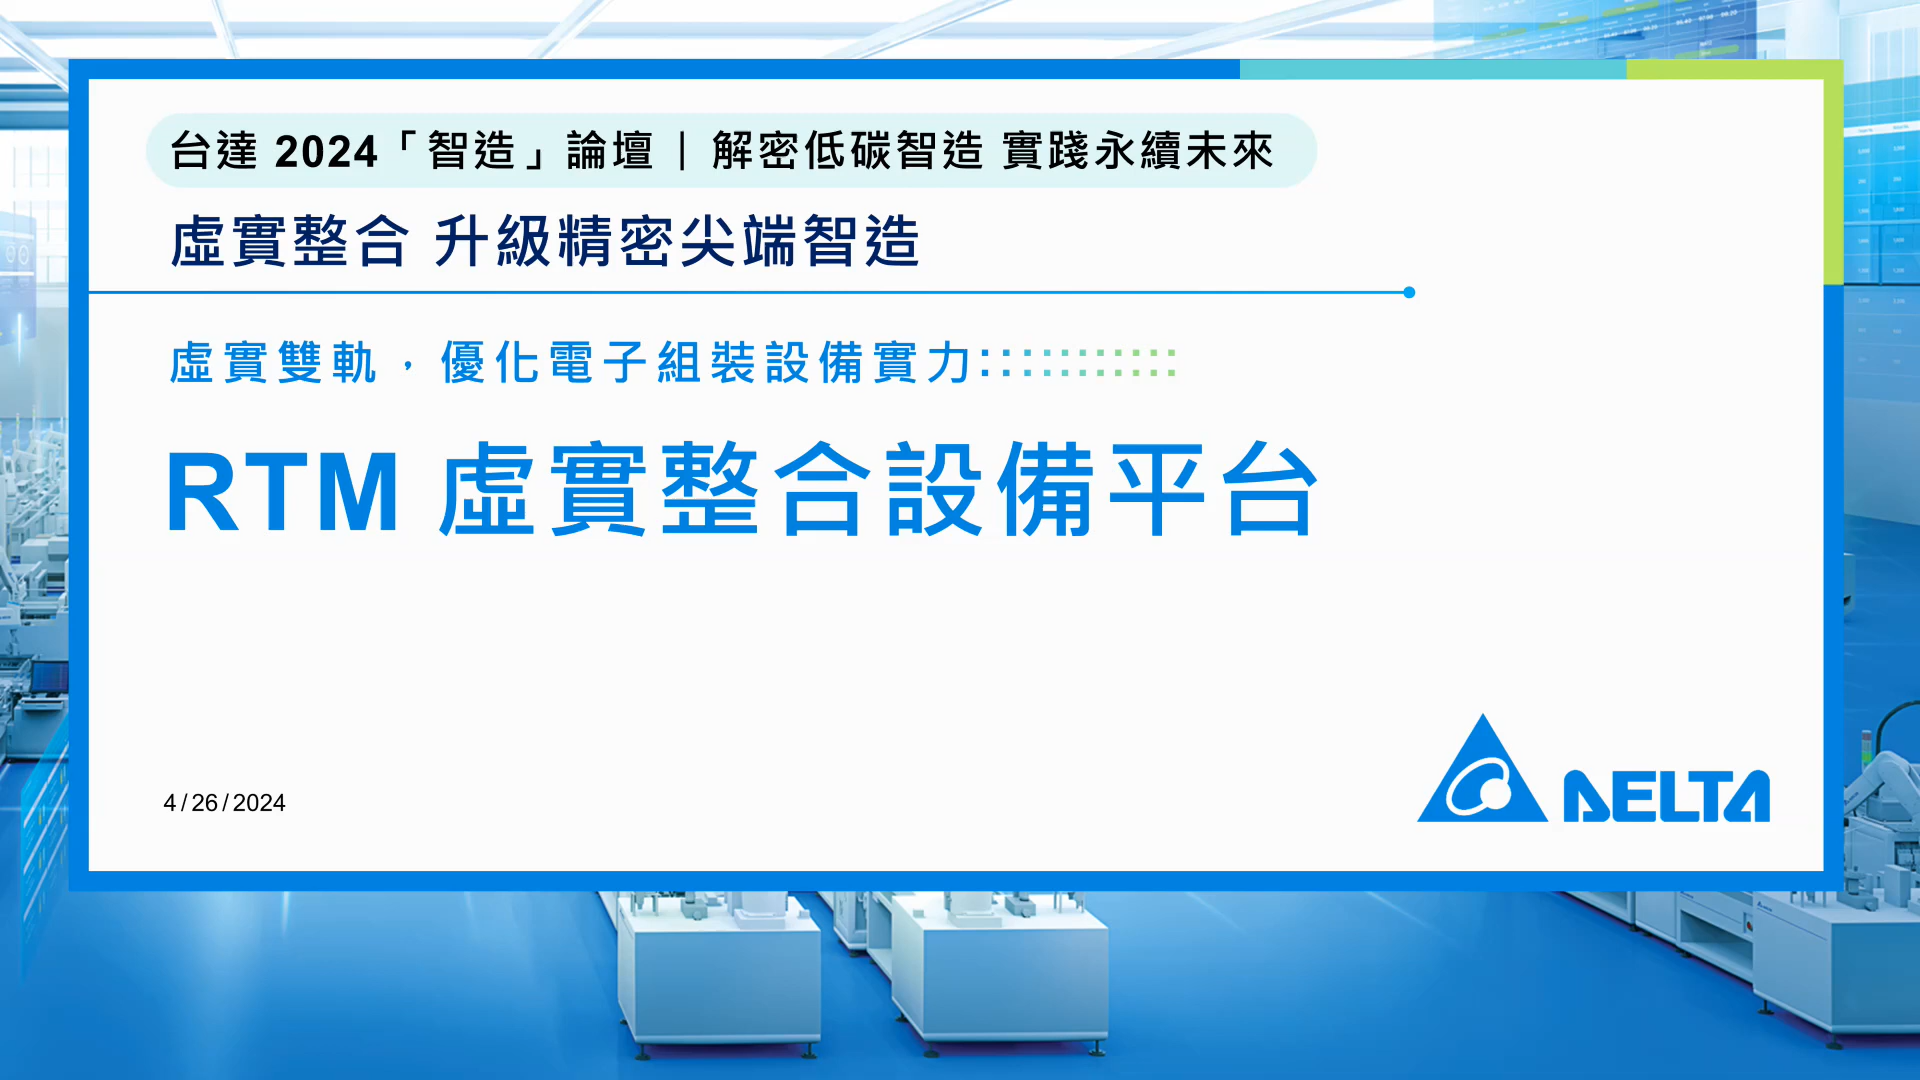 台達 2024「智造」論壇｜解密低碳智造 實踐永續未來
虛實整合 升級精密尖端智造
虛實雙軌，優化電子組裝設備實力
RTM 虛實整合設備平台
4/26/2024
DELTA